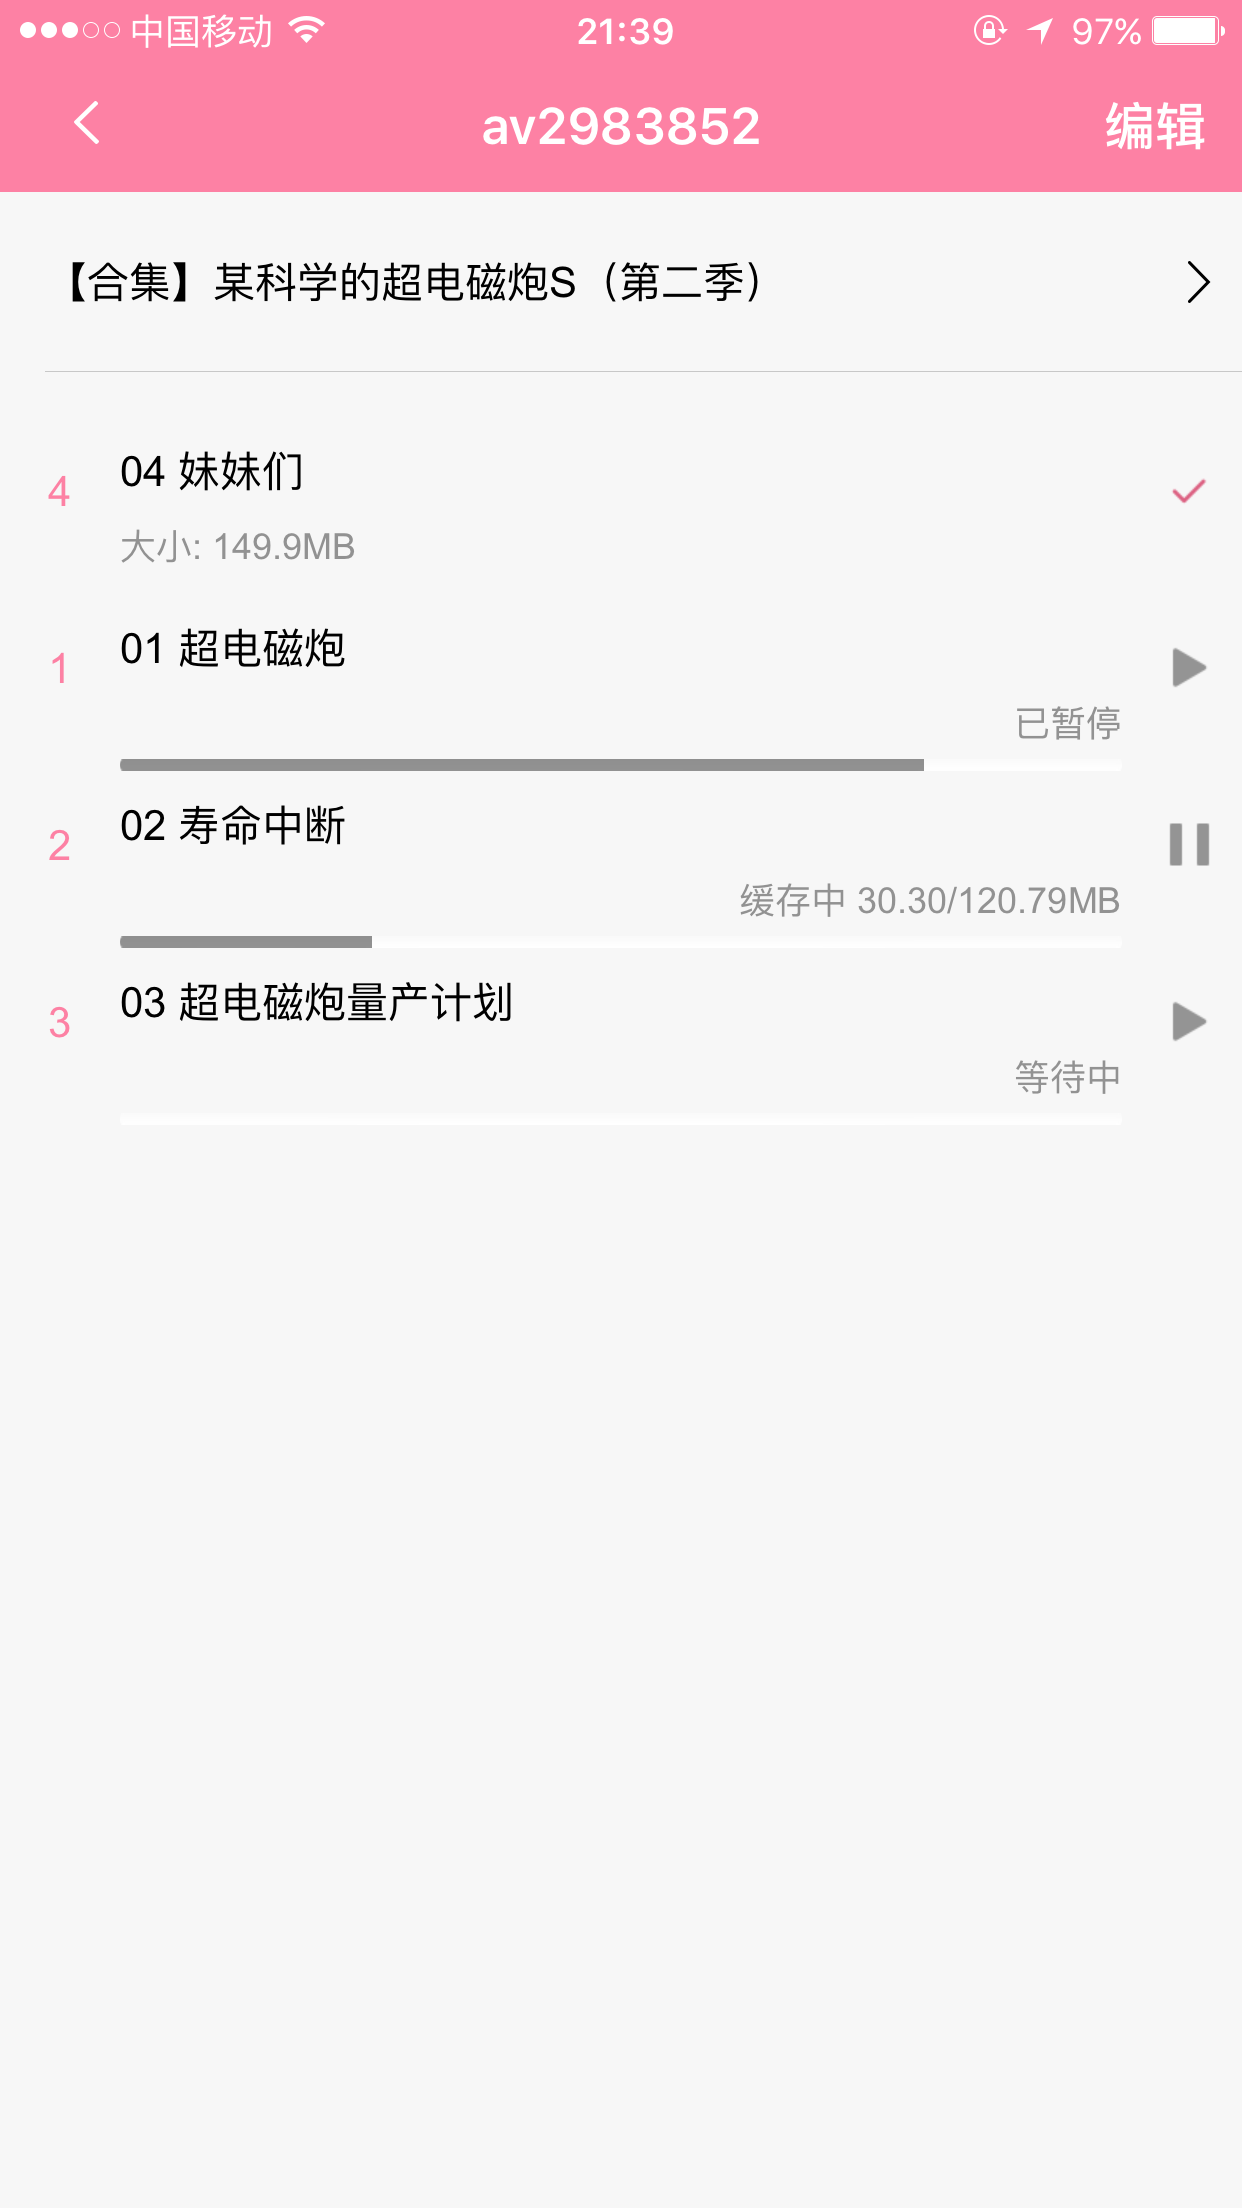 中国移动 21:39 97%
av2983852 编辑
【合集】某科学的超电磁炮S（第二季）
4 04 妹妹们
大小: 149.9MB
1 01 超电磁炮
已暂停
2 02 寿命中断
缓存中 30.30/120.79MB
3 03 超电磁炮量产计划
等待中